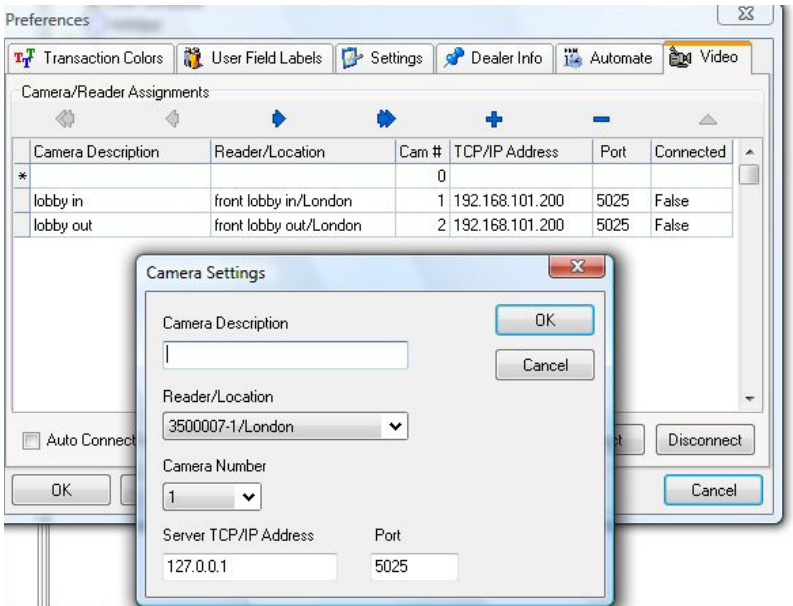 Preferences
Transaction Colors User Field Labels Settings Dealer Info Automate Video
Camera/Reader Assignments
Camera Description Reader/Location Cam # TCP/IP Address Port Connected
* 0
lobby in front lobby in/London 1 192.168.101.200 5025 False
lobby out front lobby out/London 2 192.168.101.200 5025 False
Camera Settings
Camera Description
OK
Cancel
Reader/Location
3500007-1/London
Auto Connect
Disconnect
Camera Number
1
OK
Cancel
Server TCP/IP Address Port
127.0.0.1 5025